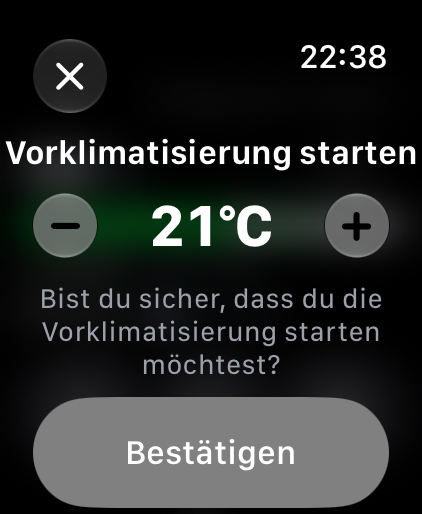 22:38
Vorklimatisierung starten
21°C
Bist du sicher, dass du die
Vorklimatisierung starten
möchtest?
Bestätigen